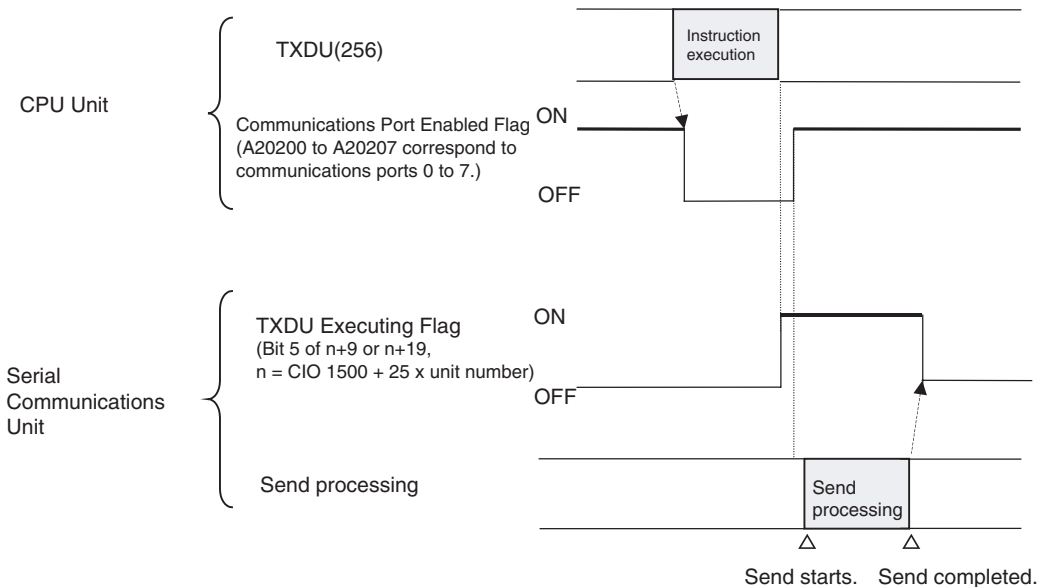 CPU Unit
TXDU(256)
Instruction
execution
Communications Port Enabled Flag
(A20200 to A20207 correspond to
communications ports 0 to 7.)
ON
OFF
Serial
Communications
Unit
TXDU Executing Flag
(Bit 5 of n+9 or n+19,
n = CIO 1500 + 25 x unit number)
ON
OFF
Send processing
Send
processing
Send starts.
Send completed.